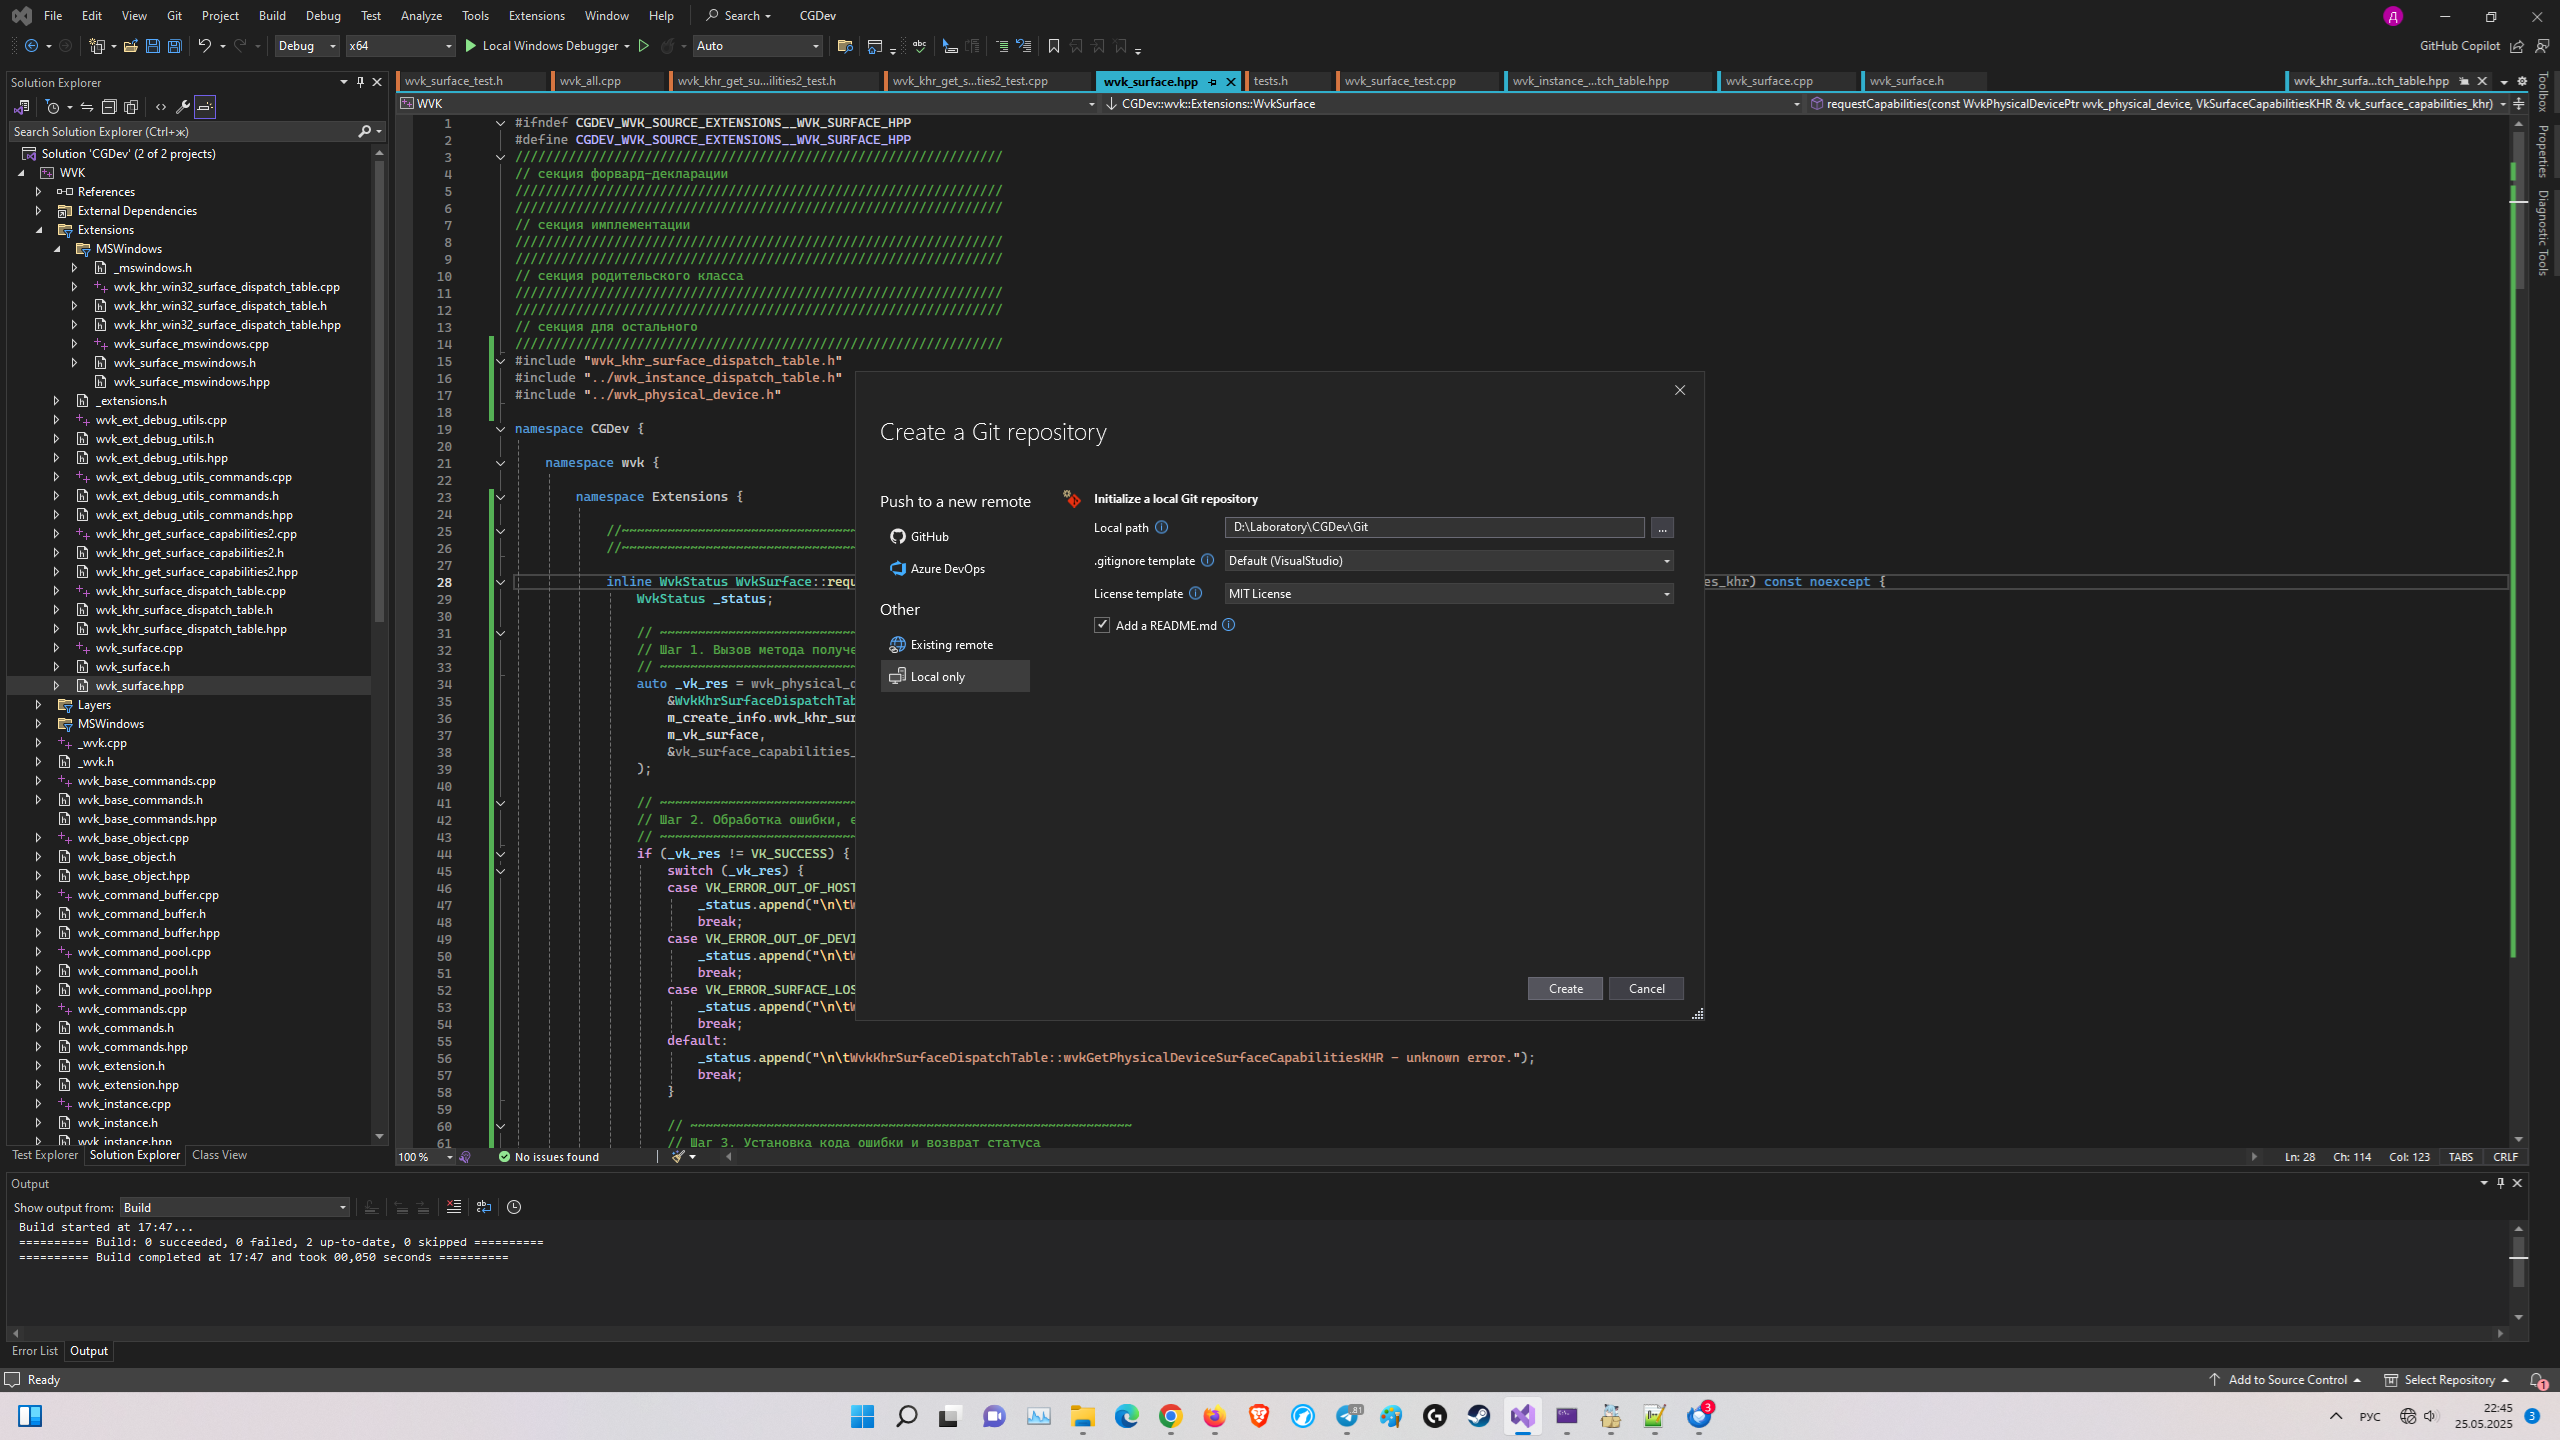 File Edit View Git Project Build Debug Test Analyze Tools Extensions Window Help Search CGDev Д
Debug x64 Local Windows Debugger Auto GitHub Copilot
Solution Explorer
Search Solution Explorer (Ctrl+ж)
Solution 'CGDev' (2 of 2 projects)
WVK
References
External Dependencies
Extensions
MSWindows
_mswindows.h
wvk_khr_win32_surface_dispatch_table.cpp
wvk_khr_win32_surface_dispatch_table.h
wvk_khr_win32_surface_dispatch_table.hpp
wvk_surface_mswindows.cpp
wvk_surface_mswindows.h
wvk_surface_mswindows.hpp
_extensions.h
wvk_ext_debug_utils.cpp
wvk_ext_debug_utils.h
wvk_ext_debug_utils.hpp
wvk_ext_debug_utils_commands.cpp
wvk_ext_debug_utils_commands.h
wvk_ext_debug_utils_commands.hpp
wvk_khr_get_surface_capabilities2.cpp
wvk_khr_get_surface_capabilities2.h
wvk_khr_get_surface_capabilities2.hpp
wvk_khr_surface_dispatch_table.cpp
wvk_khr_surface_dispatch_table.h
wvk_khr_surface_dispatch_table.hpp
wvk_surface.cpp
wvk_surface.h
wvk_surface.hpp
Layers
MSWindows
_wvk.cpp
_wvk.h
wvk_base_commands.cpp
wvk_base_commands.h
wvk_base_commands.hpp
wvk_base_object.cpp
wvk_base_object.h
wvk_base_object.hpp
wvk_command_buffer.cpp
wvk_command_buffer.h
wvk_command_buffer.hpp
wvk_command_pool.cpp
wvk_command_pool.h
wvk_command_pool.hpp
wvk_commands.cpp
wvk_commands.h
wvk_commands.hpp
wvk_extension.h
wvk_extension.hpp
wvk_instance.cpp
wvk_instance.h
wvk_instance.hpp
Test Explorer Solution Explorer Class View
wvk_surface_test.h wvk_all.cpp wvk_khr_get_su...ilities2_test.h wvk_khr_get_s...ties2_test.cpp wvk_surface.hpp tests.h wvk_surface_test.cpp wvk_instance_...tch_table.hpp wvk_surface.cpp wvk_surface.h wvk_khr_surfa...tch_table.hpp
WVK CGDev::wvk::Extensions::WvkSurface requestCapabilities(const WvkPhysicalDevicePtr wvk_physical_device, VkSurfaceCapabilitiesKHR & vk_surface_capabilities_khr)
1 #ifndef CGDEV_WVK_SOURCE_EXTENSIONS__WVK_SURFACE_HPP
2 #define CGDEV_WVK_SOURCE_EXTENSIONS__WVK_SURFACE_HPP
3 ////////////////////////////////////////////////////////////////
4 // секция форвард-декларации
5 ////////////////////////////////////////////////////////////////
6 ////////////////////////////////////////////////////////////////
7 // секция имплементации
8 ////////////////////////////////////////////////////////////////
9 ////////////////////////////////////////////////////////////////
10 // секция родительского класса
11 ////////////////////////////////////////////////////////////////
12 ////////////////////////////////////////////////////////////////
13 // секция для остального
14 ////////////////////////////////////////////////////////////////
15 #include "wvk_khr_surface_dispatch_table.h"
16 #include "../wvk_instance_dispatch_table.h"
17 #include "../wvk_physical_device.h"
18
19 namespace CGDev {
20
21 namespace wvk {
22
23 namespace Extensions {
24
25 //~~~~~~~~~~~~~~~~~~~~~~~~~~~~~~~
26 //~~~~~~~~~~~~~~~~~~~~~~~~~~~~~~~
27
28 inline WvkStatus WvkSurface::requ es_khr) const noexcept {
29 WvkStatus _status;
30
31 // ~~~~~~~~~~~~~~~~~~~~~~~~~~
32 // Шаг 1. Вызов метода получе
33 // ~~~~~~~~~~~~~~~~~~~~~~~~~~
34 auto _vk_res = wvk_physical_d
35 &WvkKhrSurfaceDispatchTab
36 m_create_info.wvk_khr_sur
37 m_vk_surface,
38 &vk_surface_capabilities_
39 );
40
41 // ~~~~~~~~~~~~~~~~~~~~~~~~~~
42 // Шаг 2. Обработка ошибки, е
43 // ~~~~~~~~~~~~~~~~~~~~~~~~~~
44 if (_vk_res != VK_SUCCESS) {
45 switch (_vk_res) {
46 case VK_ERROR_OUT_OF_HOST
47 _status.append("\n\tW
48 break;
49 case VK_ERROR_OUT_OF_DEVI
50 _status.append("\n\tW
51 break;
52 case VK_ERROR_SURFACE_LOS
53 _status.append("\n\tW
54 break;
55 default:
56 _status.append("\n\tWvkKhrSurfaceDispatchTable::wvkGetPhysicalDeviceSurfaceCapabilitiesKHR - unknown error.");
57 break;
58 }
59
60 // ~~~~~~~~~~~~~~~~~~~~~~~~~~~~~~~~~~~~~~~~~~~~~~~~~~~~~~~~~~
61 // Шаг 3. Установка кода ошибки и возврат статуса
100 % No issues found Ln: 28 Ch: 114 Col: 123 TABS CRLF
Create a Git repository
Push to a new remote
GitHub
Azure DevOps
Other
Existing remote
Local only
Initialize a local Git repository
Local path D:\Laboratory\CGDev\Git ...
.gitignore template Default (VisualStudio)
License template MIT License
Add a README.md
Create Cancel
Toolbox
Properties
Diagnostic Tools
Output
Show output from: Build
Build started at 17:47...
========== Build: 0 succeeded, 0 failed, 2 up-to-date, 0 skipped ==========
========== Build completed at 17:47 and took 00,050 seconds ==========
Error List Output
Ready Add to Source Control Select Repository 1
81 3 РУС 22:45 3
25.05.2025